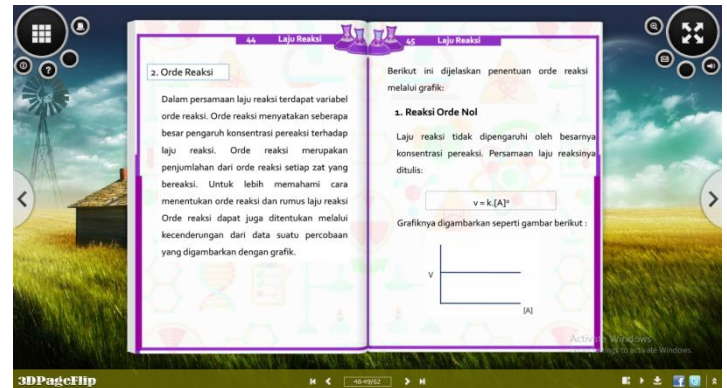 44 Laju Reaksi
2. Orde Reaksi
Dalam persamaan laju reaksi terdapat variabel
orde reaksi. Orde reaksi menyatakan seberapa
besar pengaruh konsentrasi pereaksi terhadap
laju reaksi. Orde reaksi merupakan
penjumlahan dari orde reaksi setiap zat yang
bereaksi. Untuk lebih memahami cara
menentukan orde reaksi dan rumus laju reaksi
Orde reaksi dapat juga ditentukan melalui
kecenderungan dari data suatu percobaan
yang digambarkan dengan grafik.
45 Laju Reaksi
Berikut ini dijelaskan penentuan orde reaksi
melalui grafik:
1. Reaksi Orde Nol
Laju reaksi tidak dipengaruhi oleh besarnya
konsentrasi pereaksi. Persamaan laju reaksinya
ditulis:
v = k.[A]⁰
Grafiknya digambarkan seperti gambar berikut :
V
[A]
Activate Windows
to activate Windows.
3DPageFlip
48-49/62